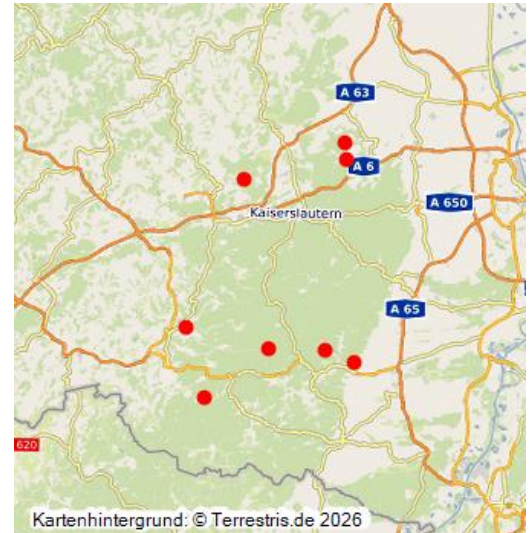 A 63
A 6
Kaiserslautern
A 650
A 65
620
Kartenhintergrund: © Terrestris.de 2026